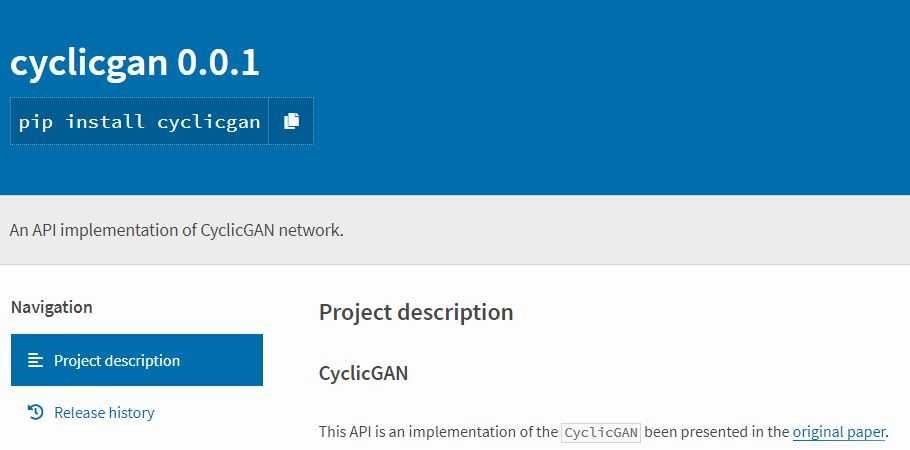 cyclicgan 0.0.1
pip install cyclicgan
An API implementation of CyclicGAN network.
Navigation
Project description
Release history
Project description
CyclicGAN
This API is an implementation of the CyclicGAN been presented in the original paper.